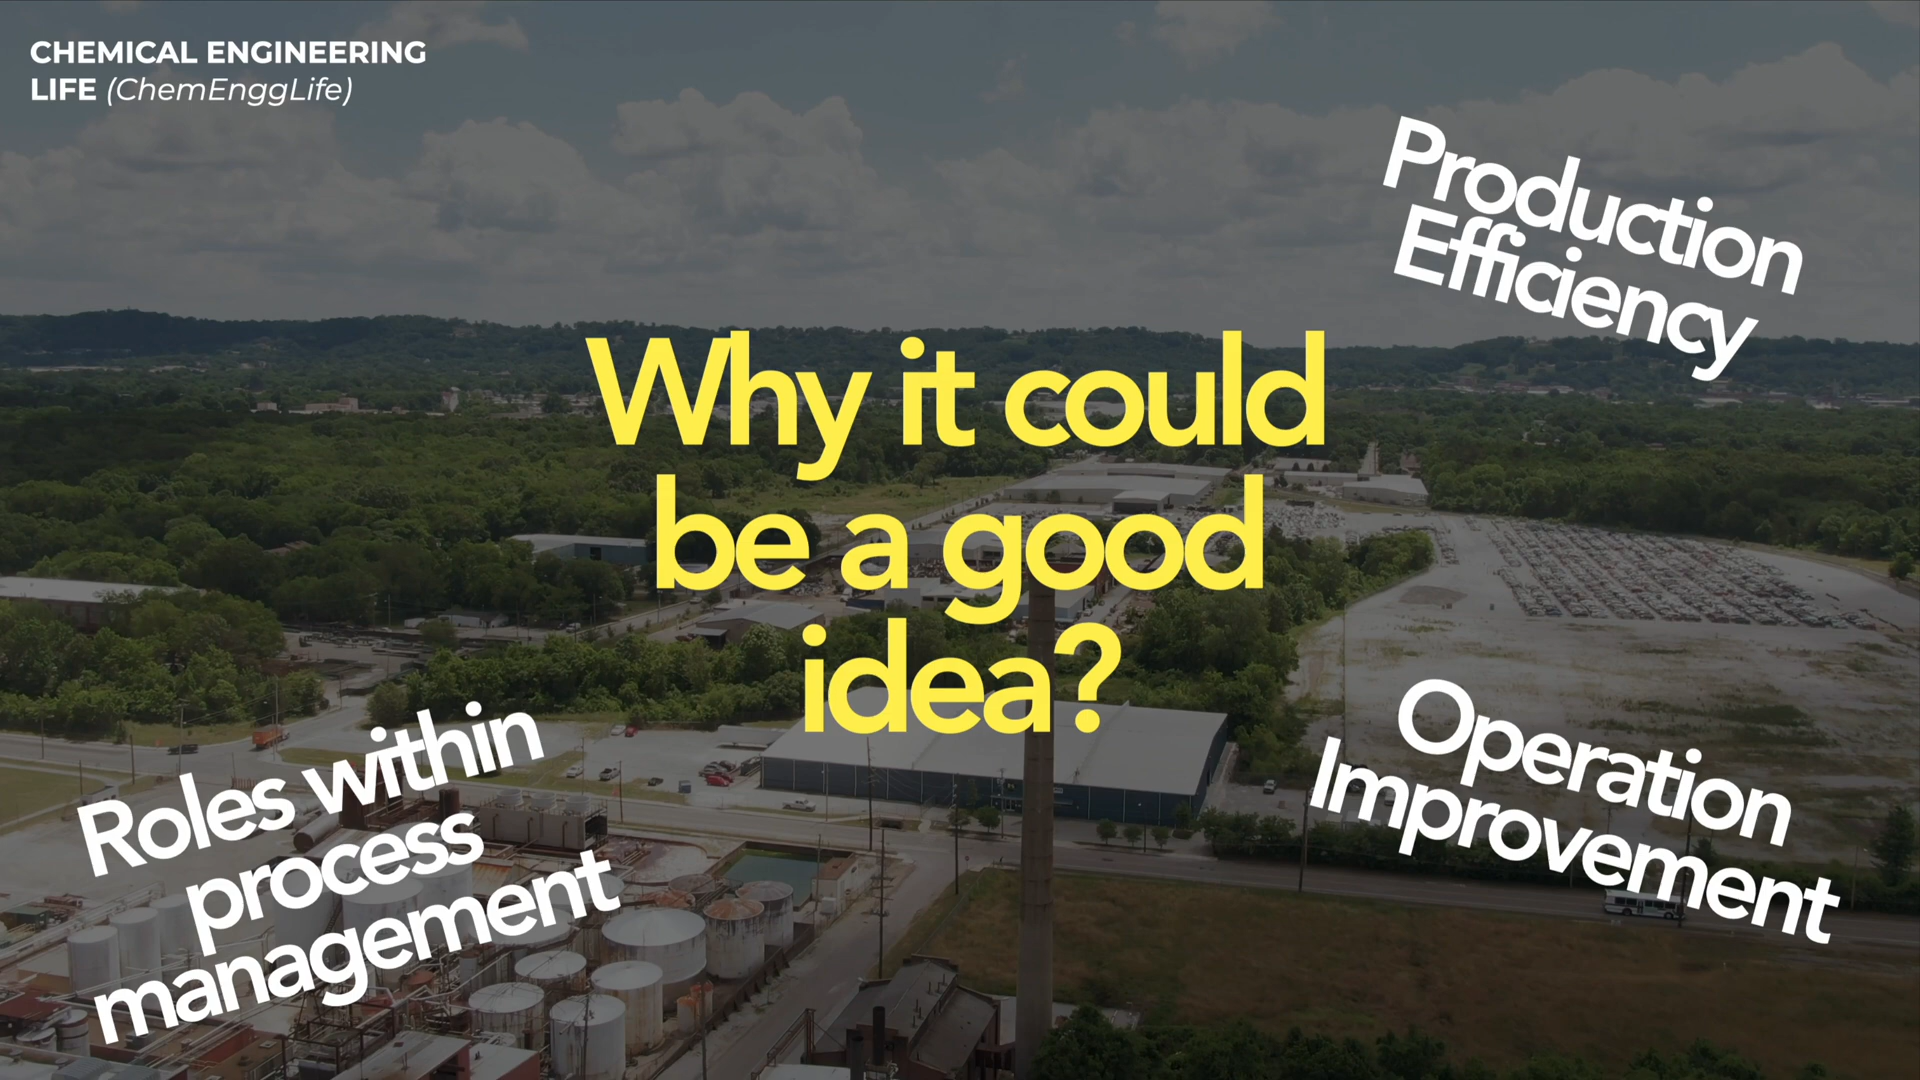 CHEMICAL ENGINEERING
LIFE (ChemEnggLife)
Production
Efficiency
Why it could
be a good
idea?
Roles within
process
management
Operation
Improvement